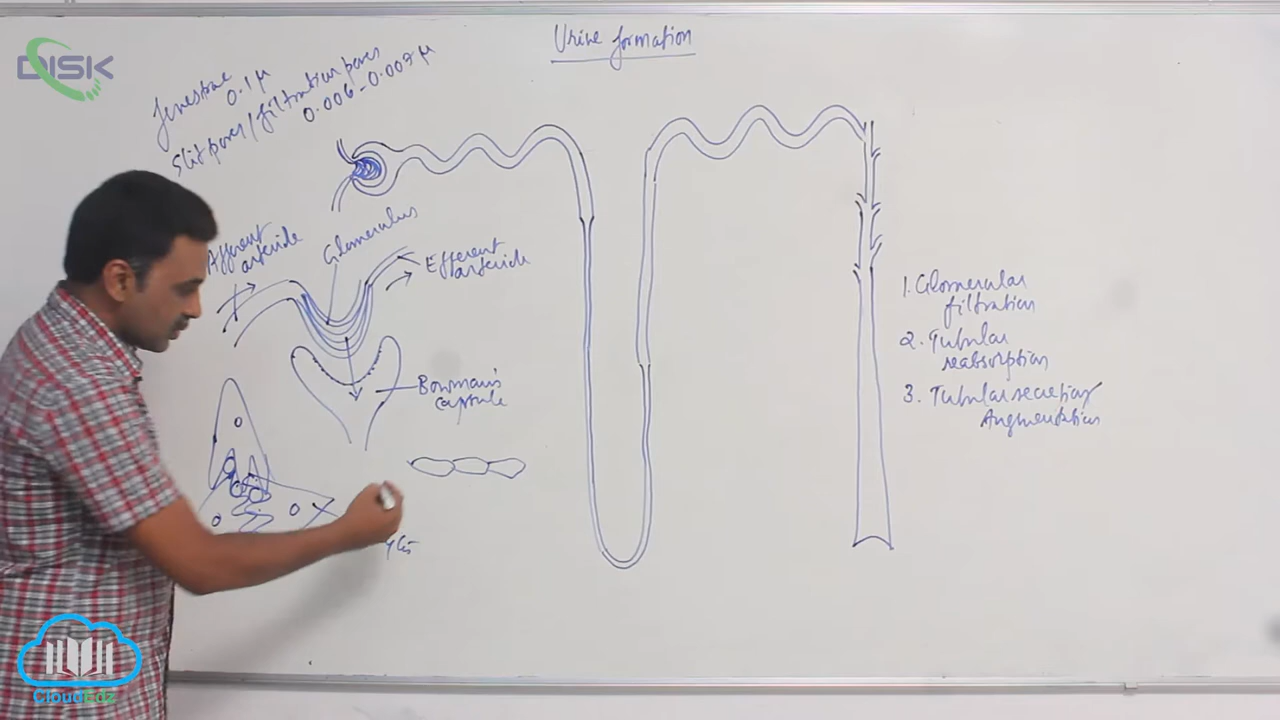 DISK
Urine formation
fenestrae
0.1 µ
Slit pores/filtration pores
0.006-0.009 µ
Afferent
arteriole
Glomerulus
Efferent
arteriole
Bowman's
capsule
1. Glomerular
filtration
2. Tubular
reabsorption
3. Tubular secretion/
Augmentation
CloudEdz